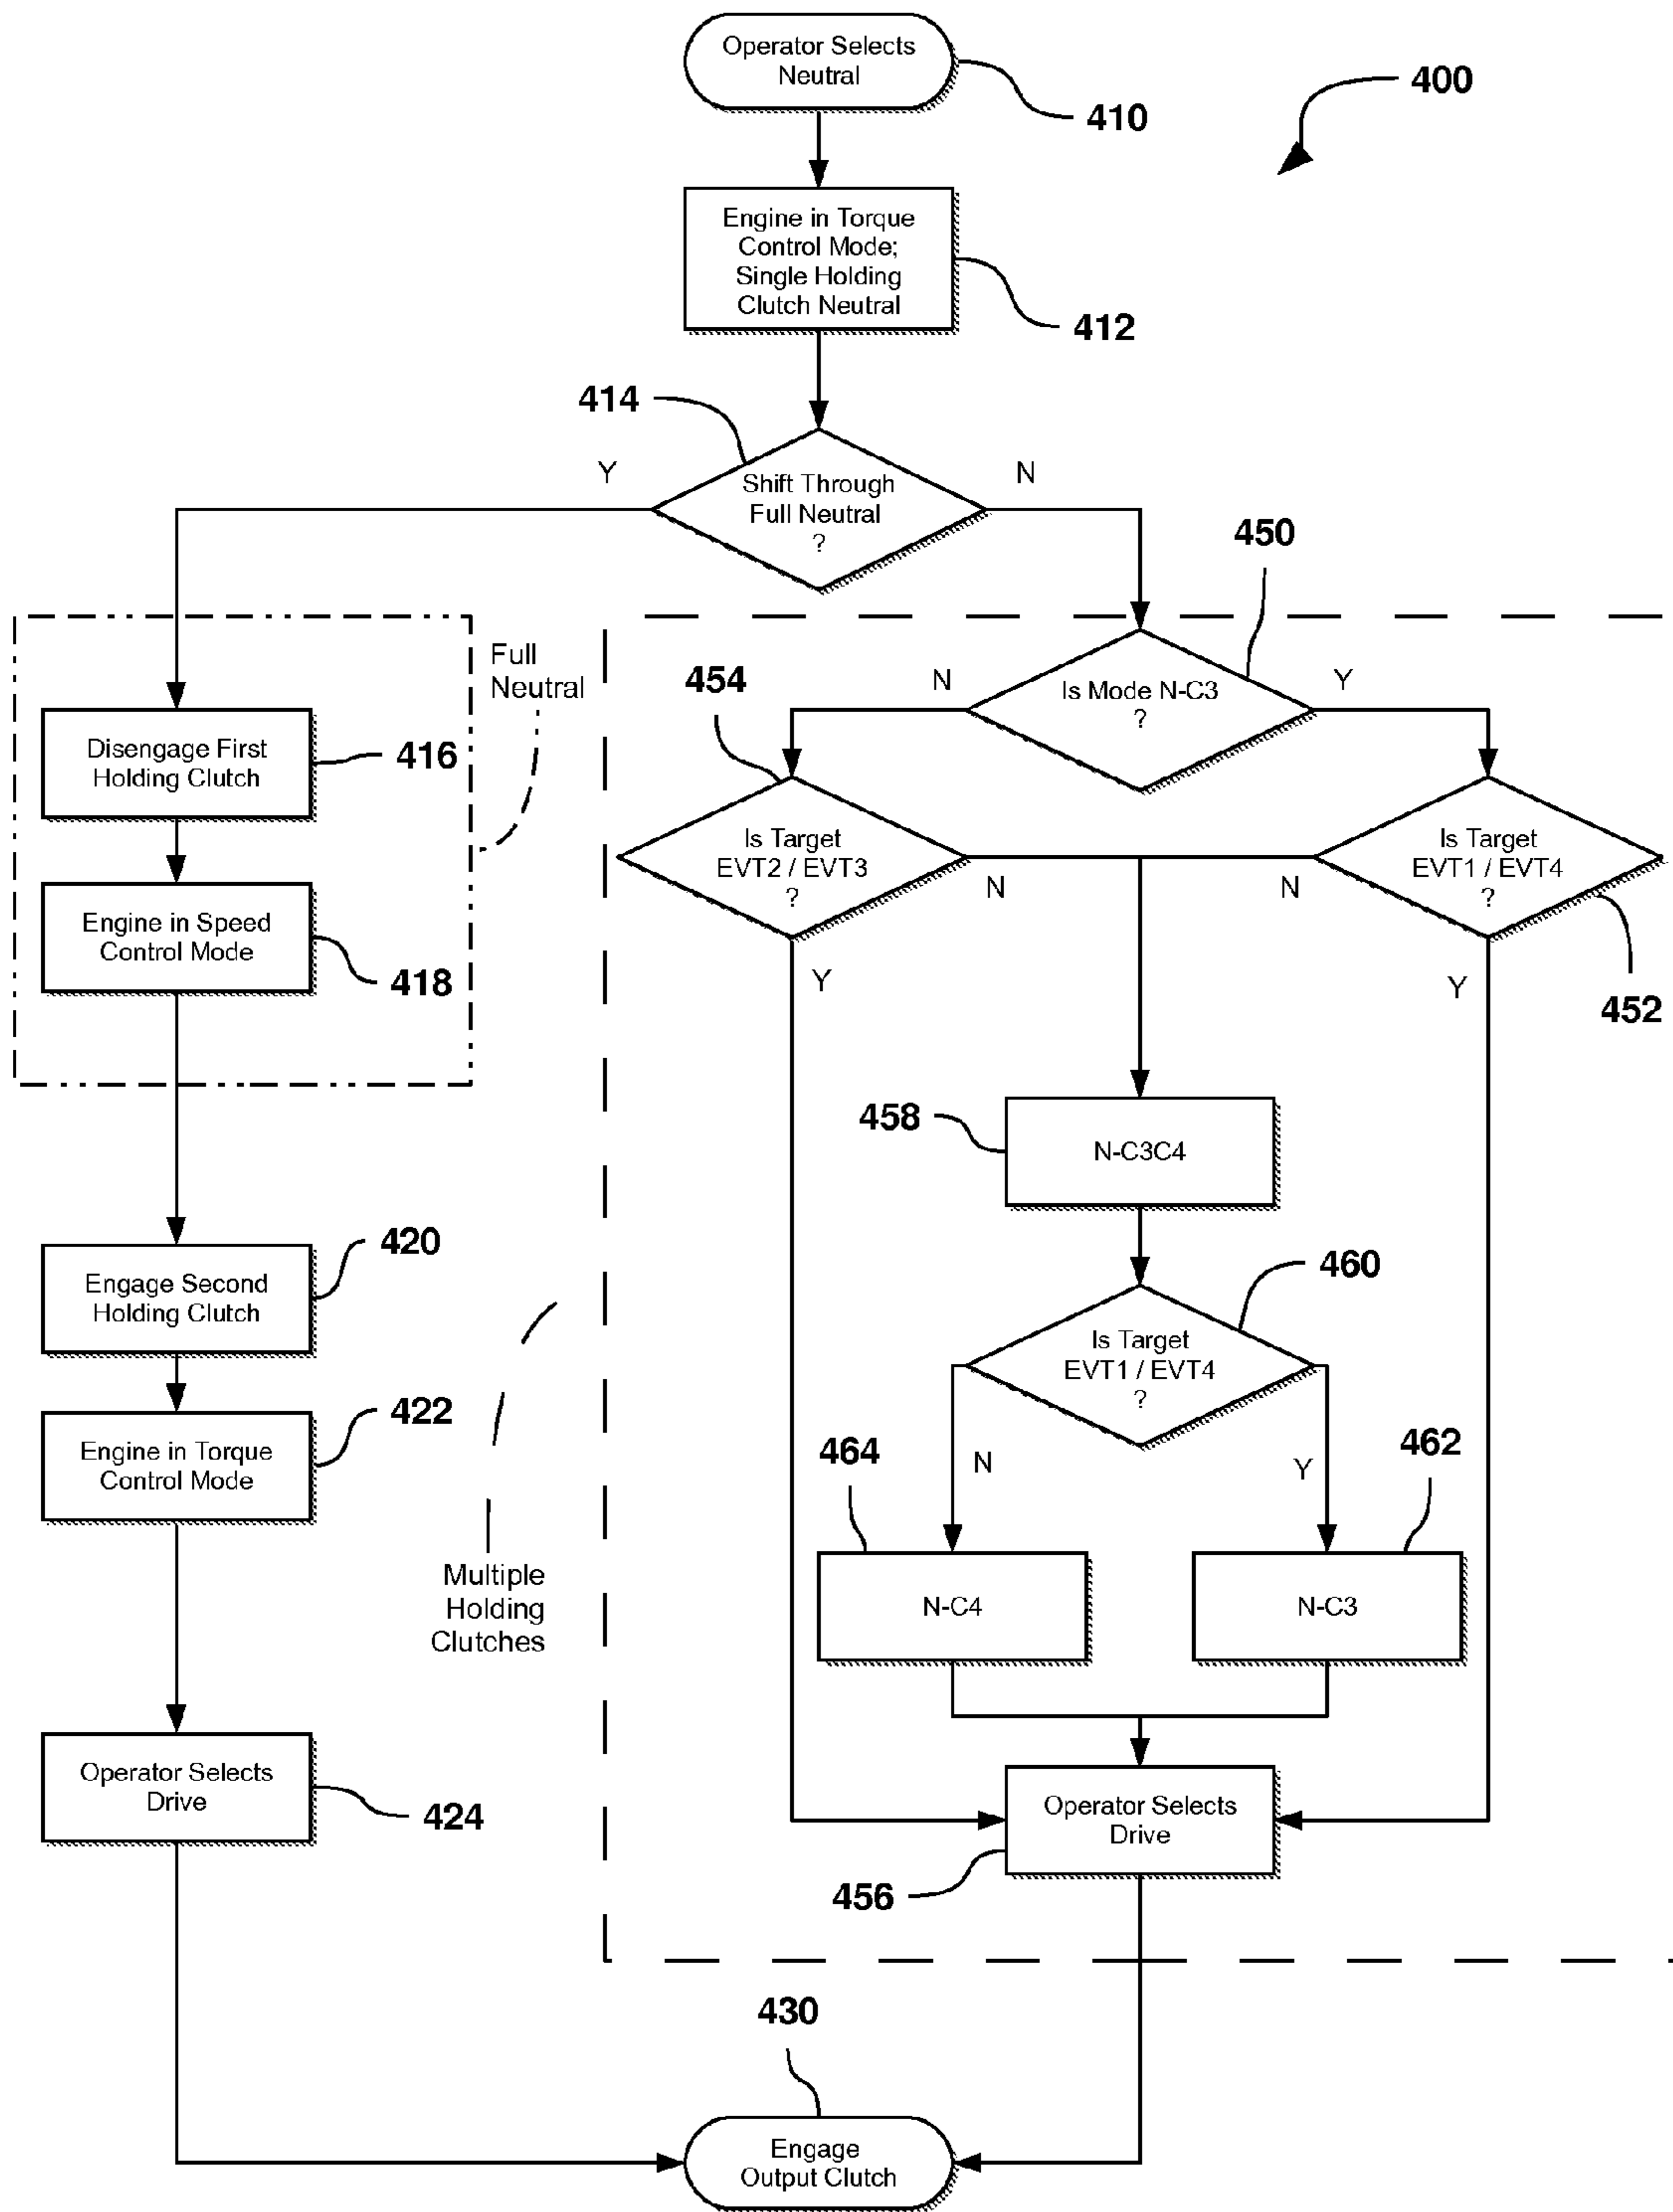 Operator Selects
Neutral
400
410
Engine in Torque
Control Mode;
Single Holding
Clutch Neutral
412
414
Y
N
Shift Through
Full Neutral
?
450
Full
Neutral
454
N
Is Mode N-C3
?
Y
Disengage First
Holding Clutch
416
Is Target
EVT2 / EVT3
?
N
N
Is Target
EVT1 / EVT4
?
Engine in Speed
Control Mode
418
Y
Y
452
458
N-C3C4
420
Engage Second
Holding Clutch
460
Is Target
EVT1 / EVT4
?
422
Engine in Torque
Control Mode
464
N
Y
462
Multiple
Holding
Clutches
N-C4
N-C3
Operator Selects
Drive
424
Operator Selects
Drive
456
430
Engage
Output Clutch